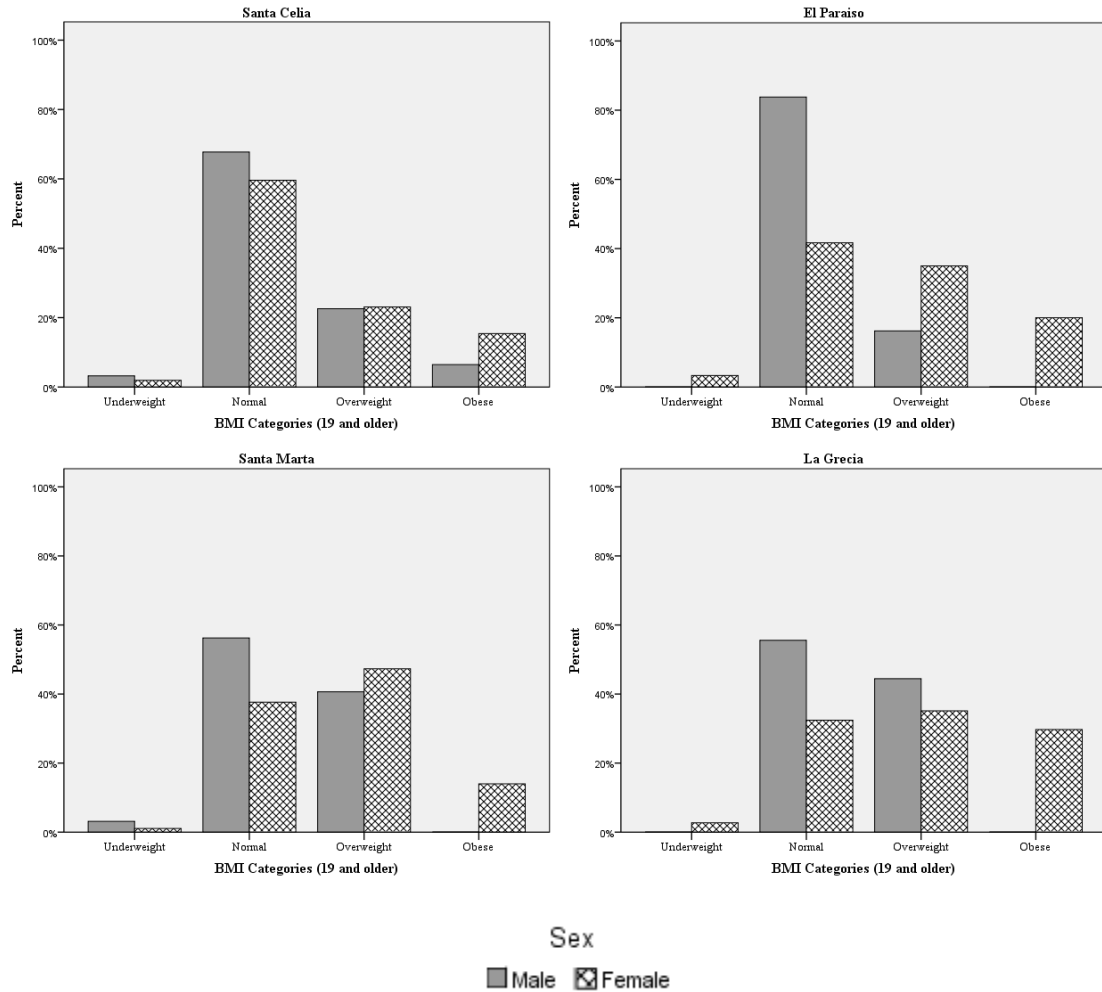 Santa Celia
100%
80%
60%
40%
20%
0%
Percent
Underweight Normal Overweight Obese
BMI Categories (19 and older)
El Paraiso
100%
80%
60%
40%
20%
0%
Percent
Underweight Normal Overweight Obese
BMI Categories (19 and older)
Santa Marta
100%
80%
60%
40%
20%
0%
Percent
Underweight Normal Overweight Obese
BMI Categories (19 and older)
La Grecia
100%
80%
60%
40%
20%
0%
Percent
Underweight Normal Overweight Obese
BMI Categories (19 and older)
Sex
Male Female